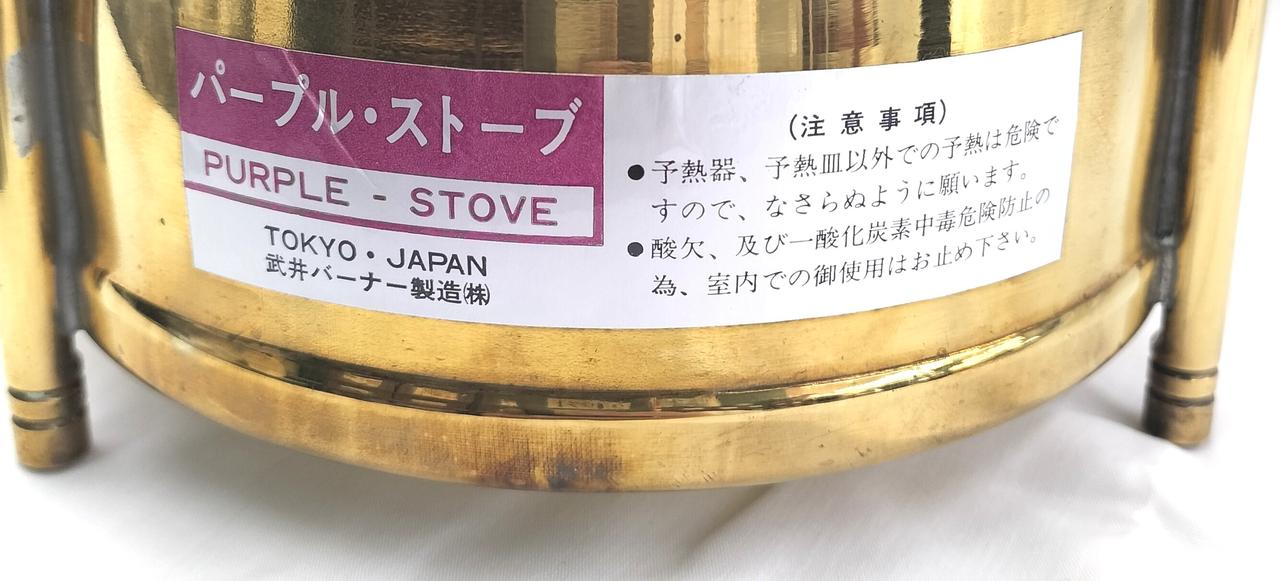 パープル・ストーブ
PURPLE - STOVE
TOKYO・JAPAN
武井バーナー製造㈱
(注意事項)
●予熱器、予熱皿以外での予熱は危険で
すので、なさらぬように願います。
●酸欠、及び一酸化炭素中毒危険防止の
為、室内での御使用はお止め下さい。